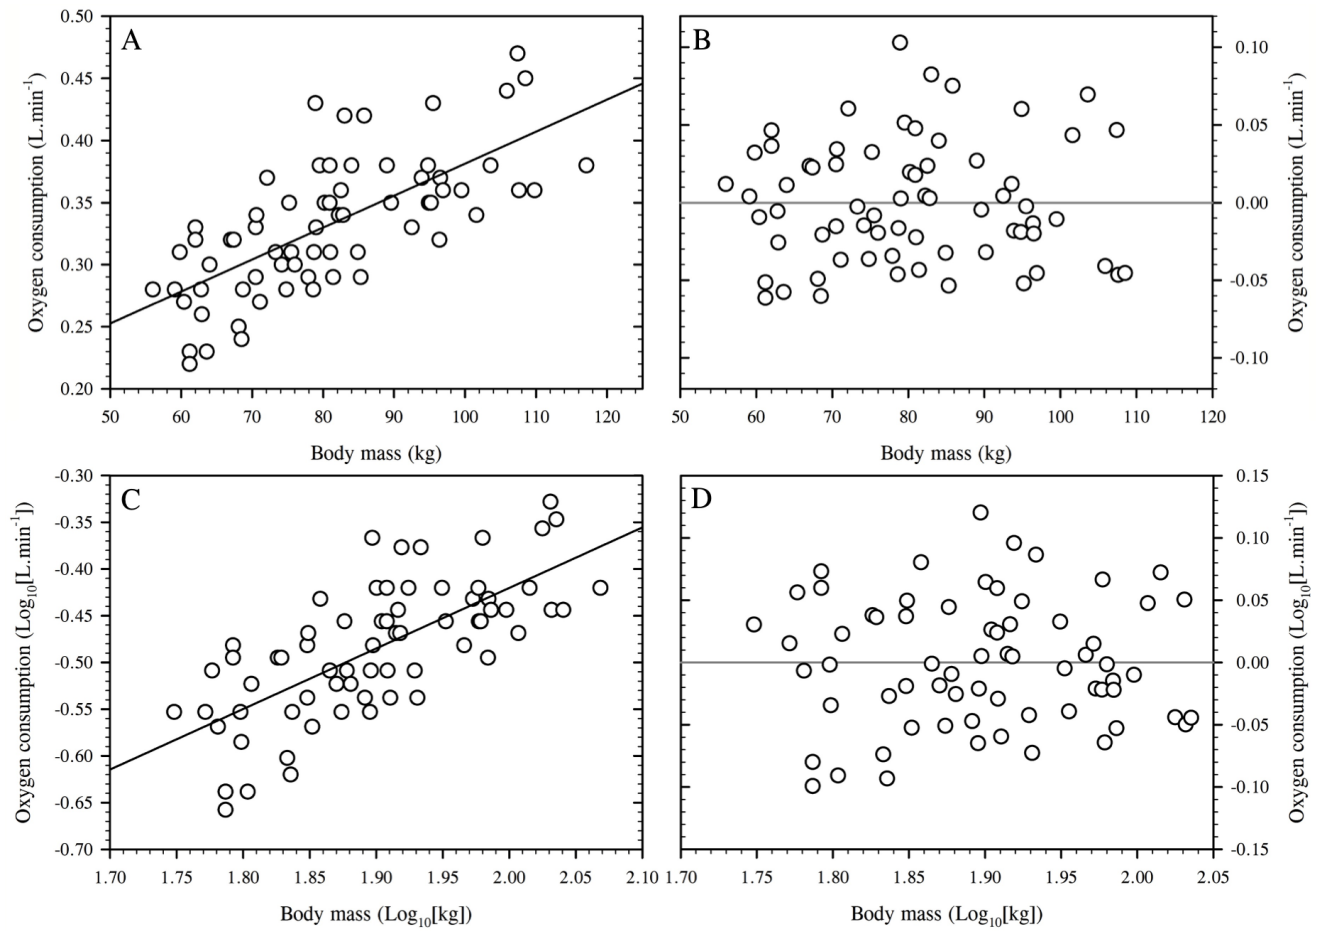 A
0.50
0.45
0.40
0.35
0.30
0.25
0.20
Oxygen consumption (L.min⁻¹)
50 60 70 80 90 100 110 120
Body mass (kg)
B
0.10
0.05
0.00
-0.05
-0.10
Oxygen consumption (L.min⁻¹)
50 60 70 80 90 100 110 120
Body mass (kg)
C
-0.30
-0.35
-0.40
-0.45
-0.50
-0.55
-0.60
-0.65
-0.70
Oxygen consumption (Log₁₀[L.min⁻¹])
1.70 1.75 1.80 1.85 1.90 1.95 2.00 2.05 2.10
Body mass (Log₁₀[kg])
D
0.15
0.10
0.05
0.00
-0.05
-0.10
-0.15
Oxygen consumption (Log₁₀[L.min⁻¹])
1.70 1.75 1.80 1.85 1.90 1.95 2.00 2.05
Body mass (Log₁₀[kg])